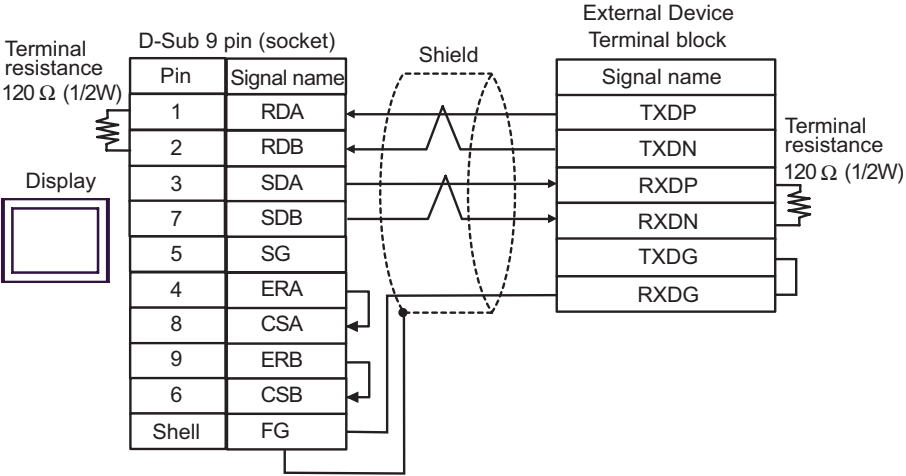 External Device
Terminal block
D-Sub 9 pin (socket)
Shield
Terminal
resistance
120 Ω (1/2W)
Pin Signal name
Signal name
1 RDA TXDP
2 RDB TXDN
Terminal
resistance
120 Ω (1/2W)
Display
3 SDA RXDP
7 SDB RXDN
5 SG TXDG
4 ERA RXDG
8 CSA
9 ERB
6 CSB
Shell FG